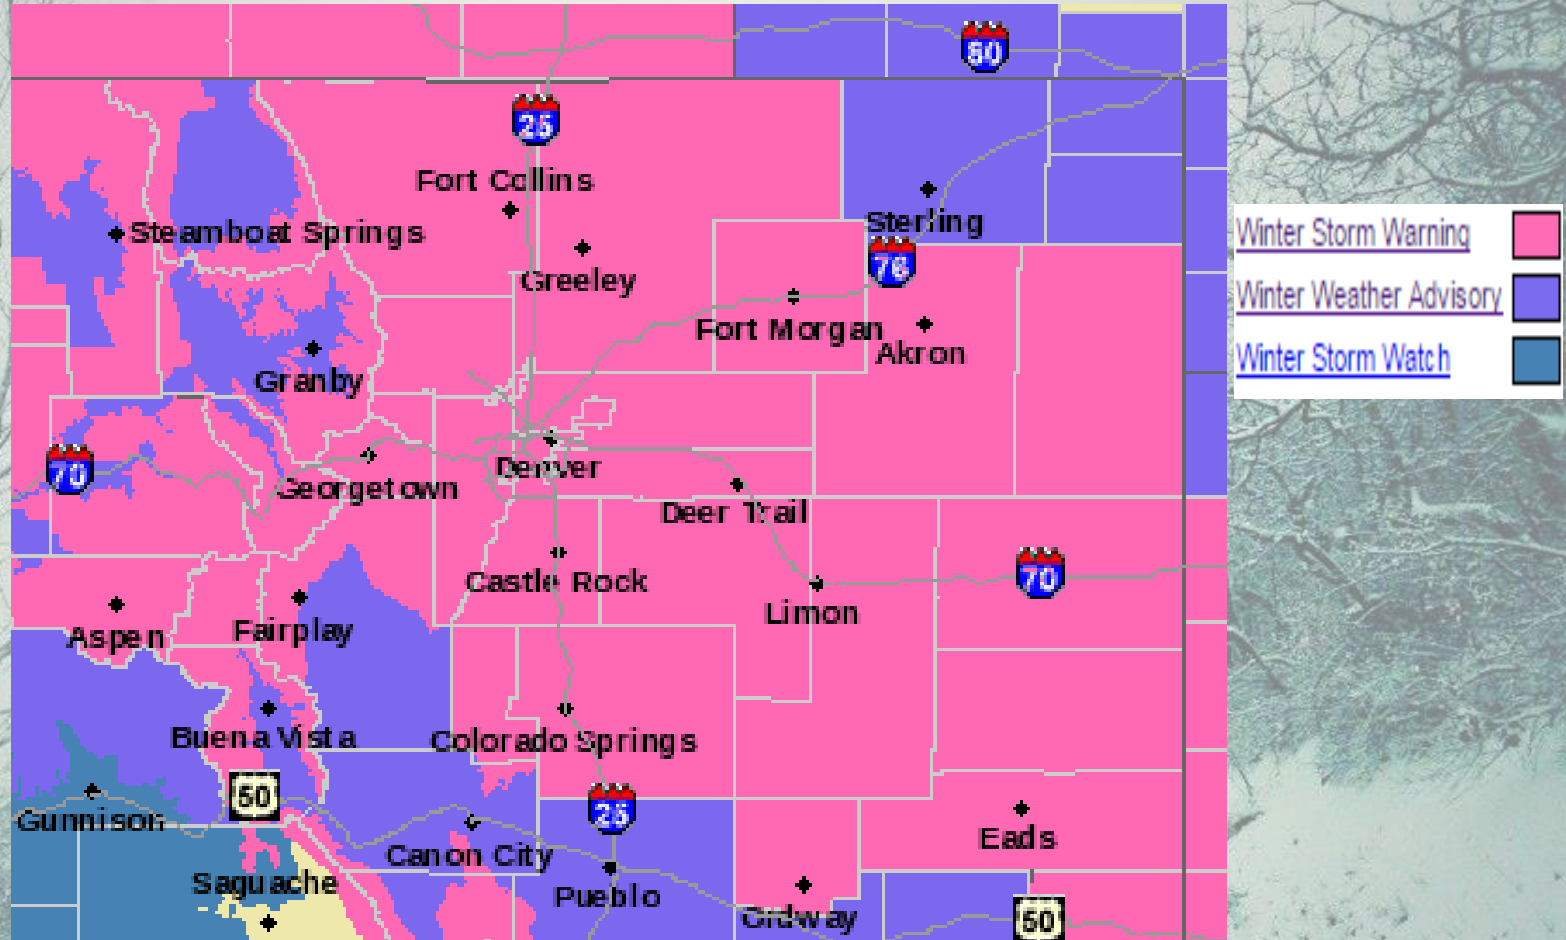 80
25
Fort Collins
Sterling
Steamboat Springs
76
Greeley
Fort Morgan
Akron
Granby
70
Denver
Georgetown
Deer Trail
70
Castle Rock
Limon
Aspen
Fairplay
Buena Vista
Colorado Springs
50
25
Gunnison
Eads
Canon City
Saguache
Pueblo
Ordway
50
Winter Storm Warning
Winter Weather Advisory
Winter Storm Watch